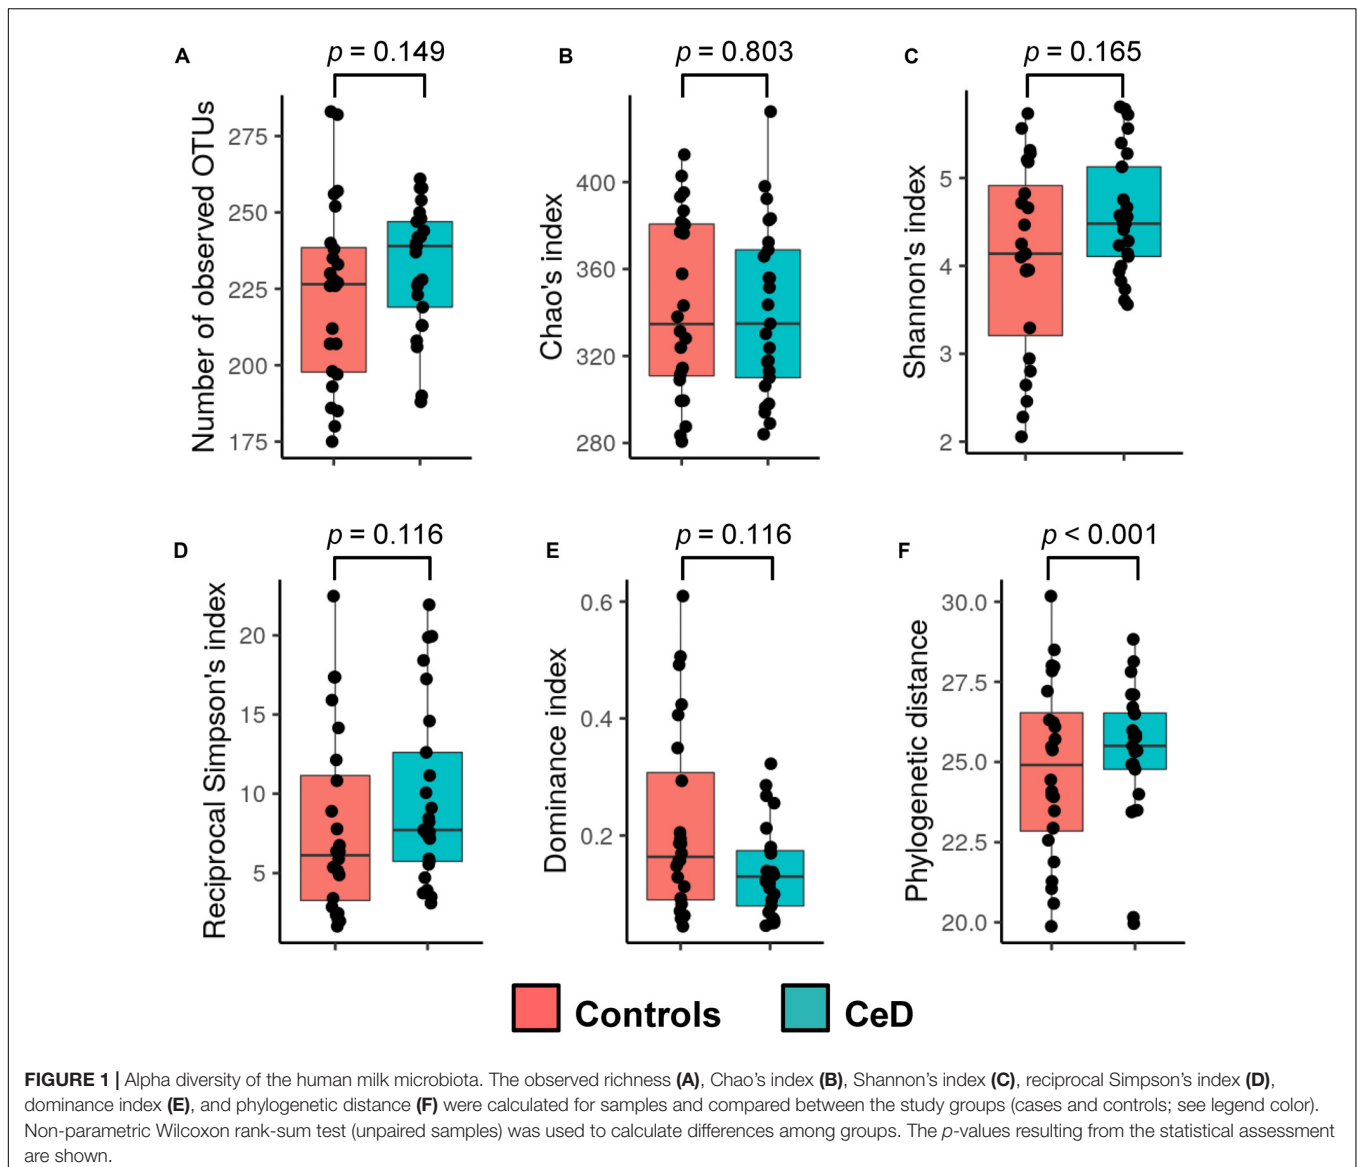 A
p = 0.149
Number of observed OTUs
275
250
225
200
175
B
p = 0.803
Chao's index
400
360
320
280
C
p = 0.165
Shannon's index
5
4
3
2
D
p = 0.116
Reciprocal Simpson's index
20
15
10
5
E
p = 0.116
Dominance index
0.6
0.4
0.2
F
p < 0.001
Phylogenetic distance
30.0
27.5
25.0
22.5
20.0
Controls
CeD
FIGURE 1 | Alpha diversity of the human milk microbiota. The observed richness (A), Chao's index (B), Shannon's index (C), reciprocal Simpson's index (D),
dominance index (E), and phylogenetic distance (F) were calculated for samples and compared between the study groups (cases and controls; see legend color).
Non-parametric Wilcoxon rank-sum test (unpaired samples) was used to calculate differences among groups. The p-values resulting from the statistical assessment
are shown.